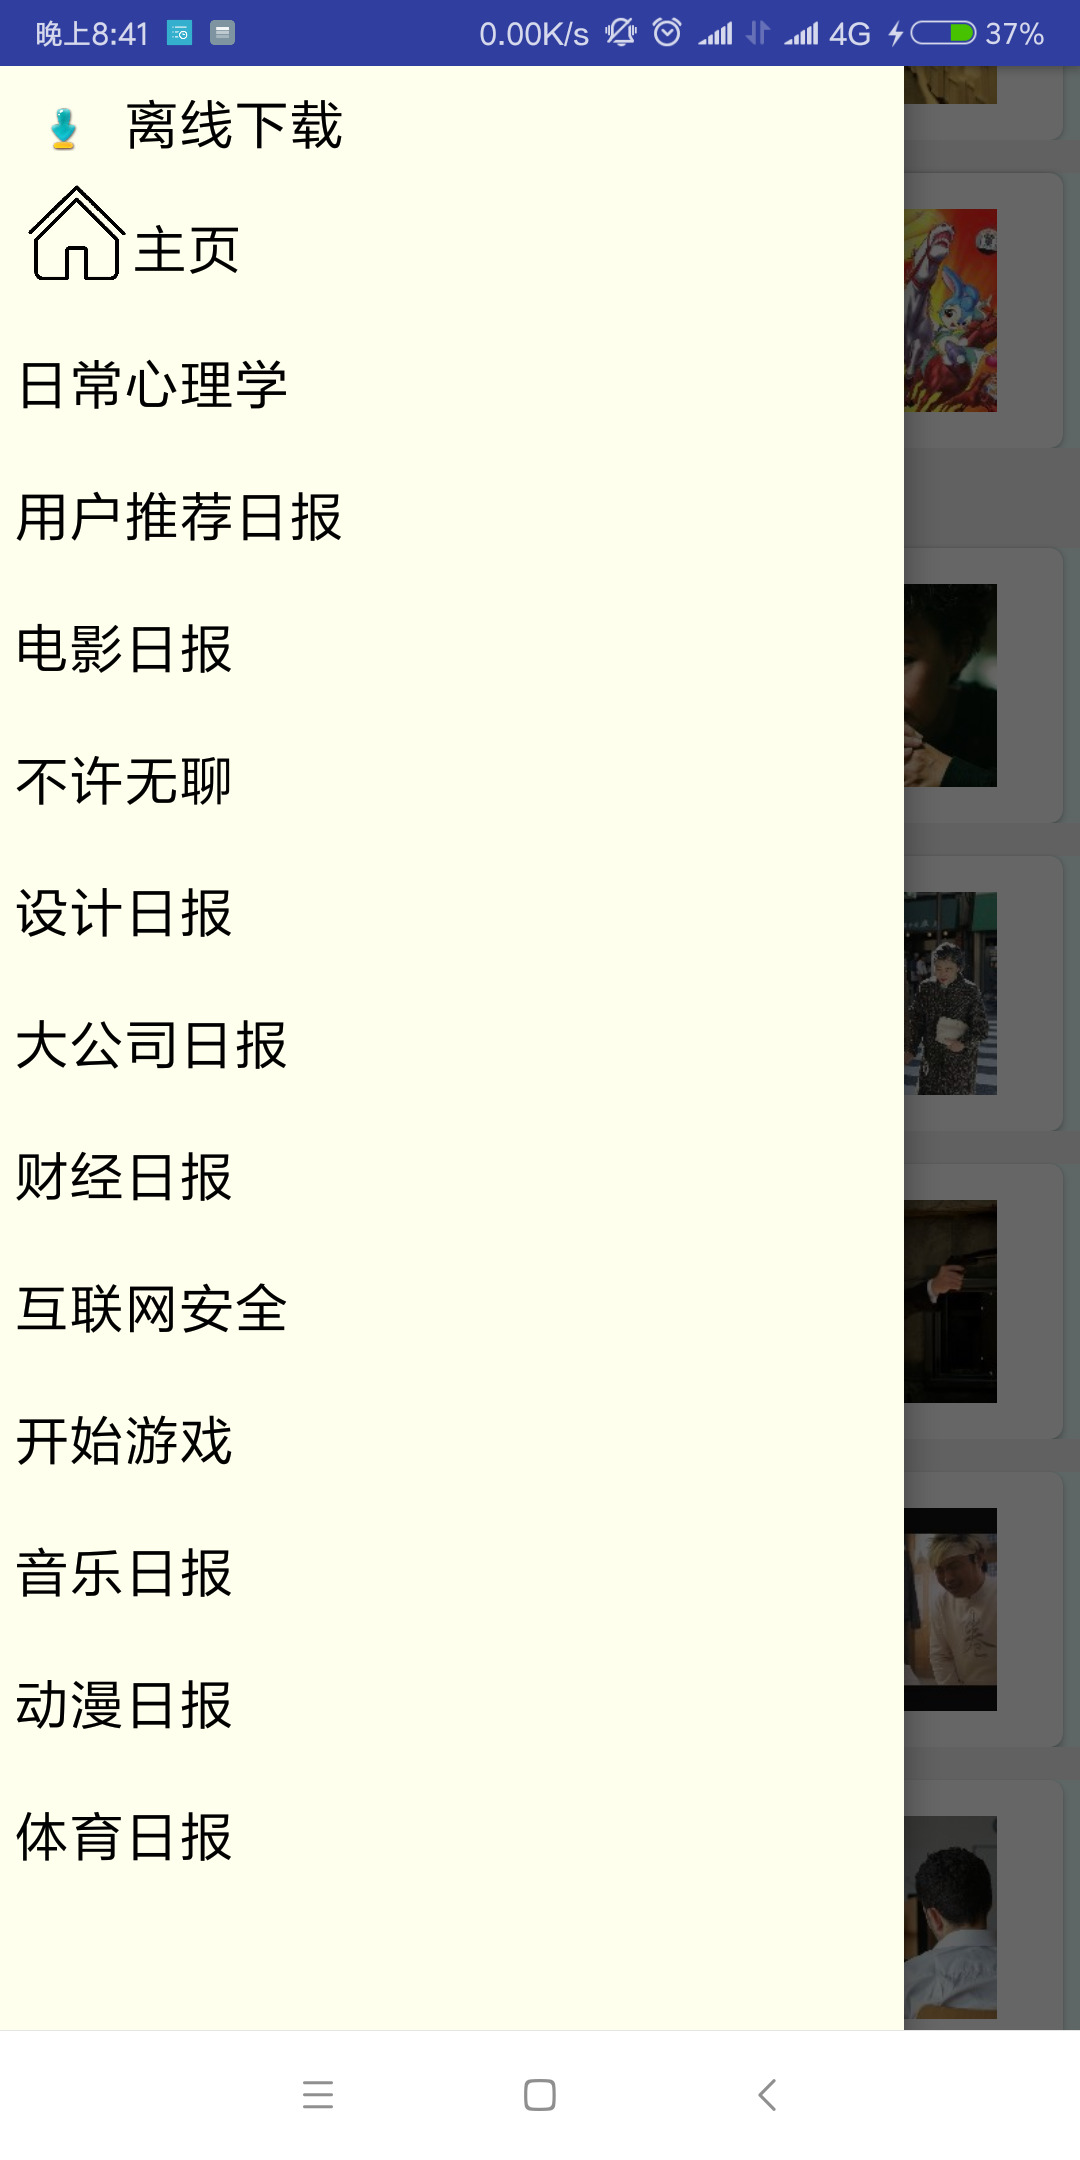 晚上8:41 0.00K/s 4G 37%
离线下载
主页
日常心理学
用户推荐日报
电影日报
不许无聊
设计日报
大公司日报
财经日报
互联网安全
开始游戏
音乐日报
动漫日报
体育日报